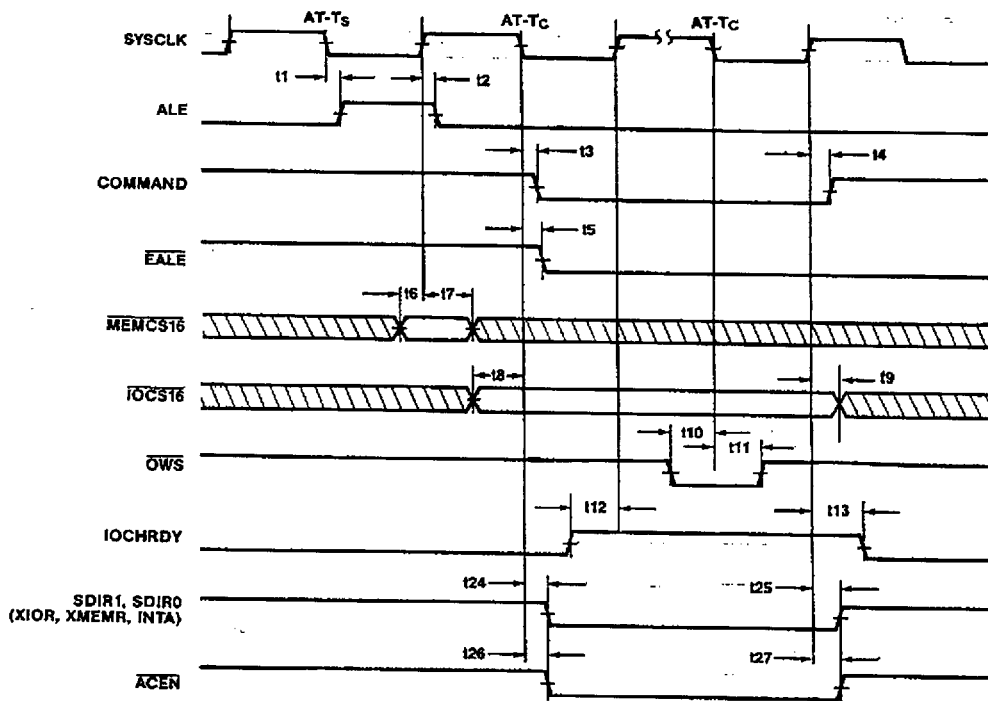 AT-TS AT-TC AT-TC
SYSCLK
t1 t2
ALE
t3 t4
COMMAND
t5
EALE
t6 t7
MEMCS16
t8 t9
IOCS16
t10
t11
OWS
t12 t13
IOCHRDY
t24 t25
SDIR1, SDIR0
(XIOR, XMEMR, INTA)
t26 t27
ACEN